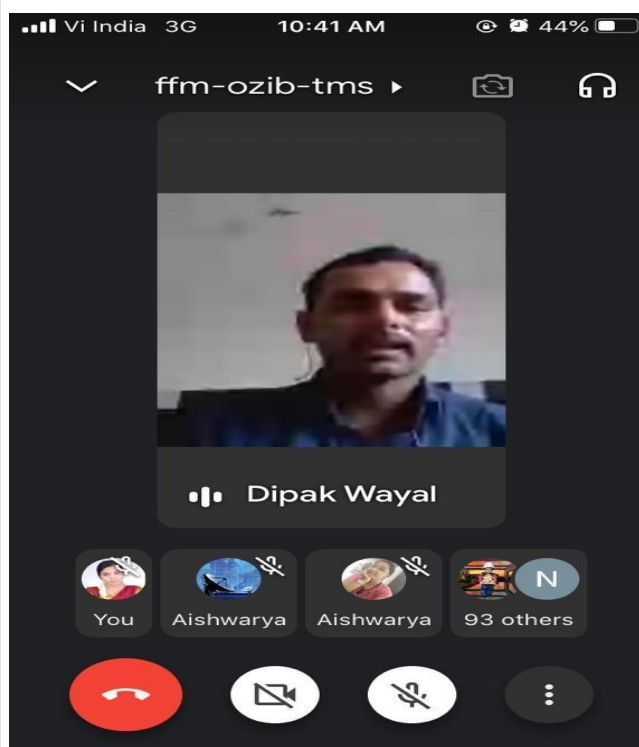 Vi India 3G 10:41 AM 44%
ffm-ozib-tms
Dipak Wayal
N
You Aishwarya Aishwarya 93 others